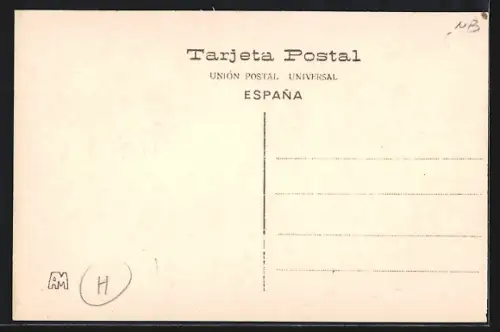 NB
Tarjeta Postal
UNIÓN POSTAL UNIVERSAL
ESPAÑA
AM
H